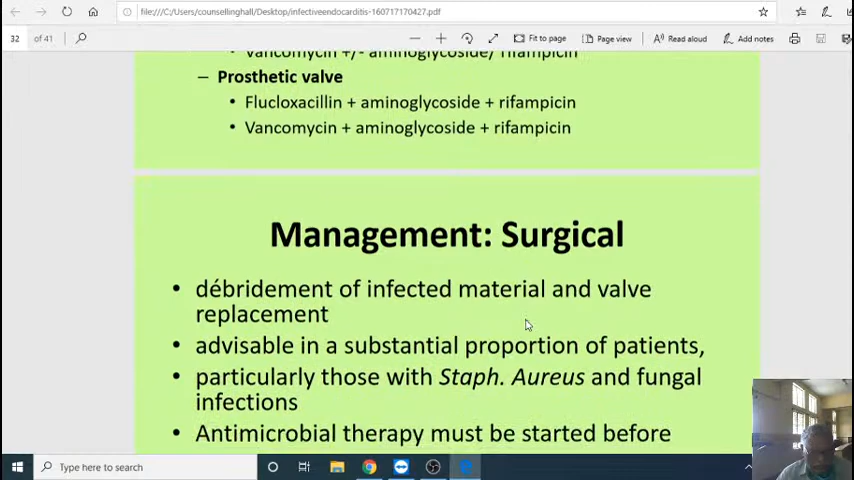 file:///C:/Users/counsellinghall/Desktop/infectiveendocarditis-160717170427.pdf
32 of 41
Fit to page
Page view
Read aloud
Add notes
Vancomycin +/- aminoglycoside/ rifampicin
– Prosthetic valve
• Flucloxacillin + aminoglycoside + rifampicin
• Vancomycin + aminoglycoside + rifampicin
Management: Surgical
• débridement of infected material and valve
replacement
• advisable in a substantial proportion of patients,
• particularly those with Staph. Aureus and fungal
infections
• Antimicrobial therapy must be started before
Type here to search